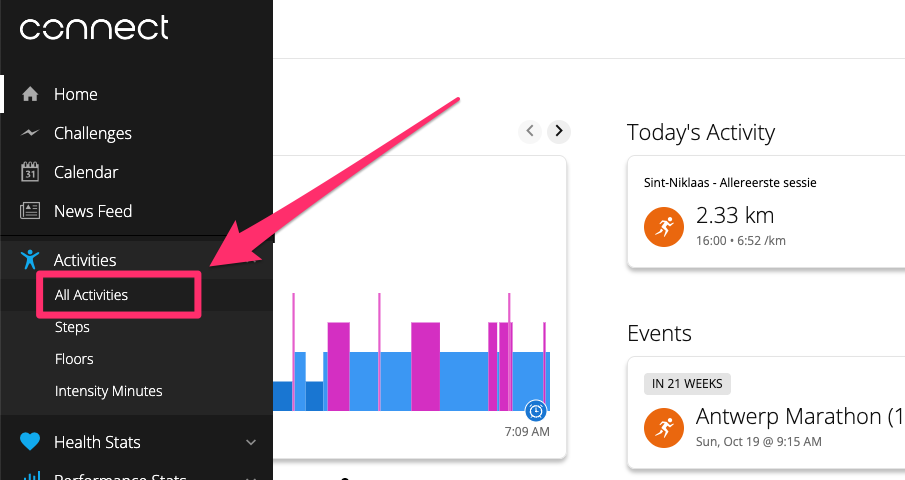 connect
Home
Challenges
Calendar
31
News Feed
Activities
All Activities
Steps
Floors
Intensity Minutes
Health Stats
Performance Stats
7:09 AM
Today's Activity
Sint-Niklaas - Allereerste sessie
2.33 km
16:00 • 6:52 /km
Events
IN 21 WEEKS
Antwerp Marathon (1
Sun, Oct 19 @ 9:15 AM